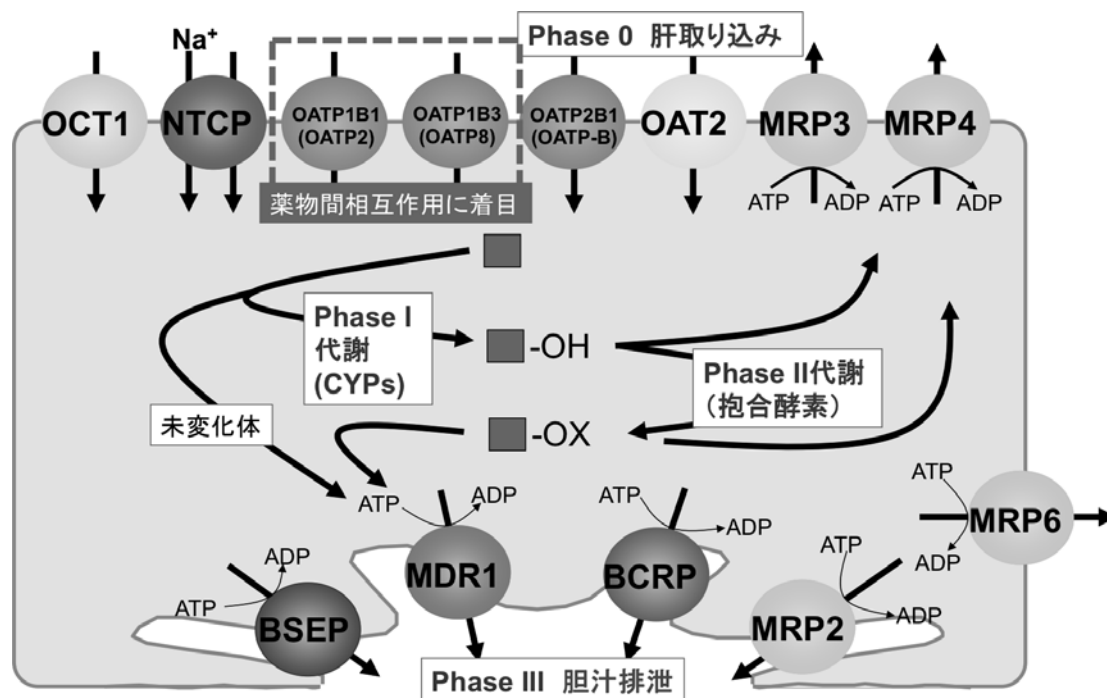 Phase 0 肝取り込み
Na⁺
OCT1
NTCP
OATP1B1
(OATP2)
OATP1B3
(OATP8)
OATP2B1
(OATP-B)
OAT2
MRP3
MRP4
薬物間相互作用に着目
ATP
ADP
ATP
ADP
Phase I
代謝
(CYPs)
-OH
Phase II代謝
（抱合酵素）
未変化体
-OX
ATP
ADP
MDR1
ADP
BCRP
ATP
MRP6
ADP
ADP
ATP
BSEP
ATP
ADP
MRP2
Phase III 胆汁排泄